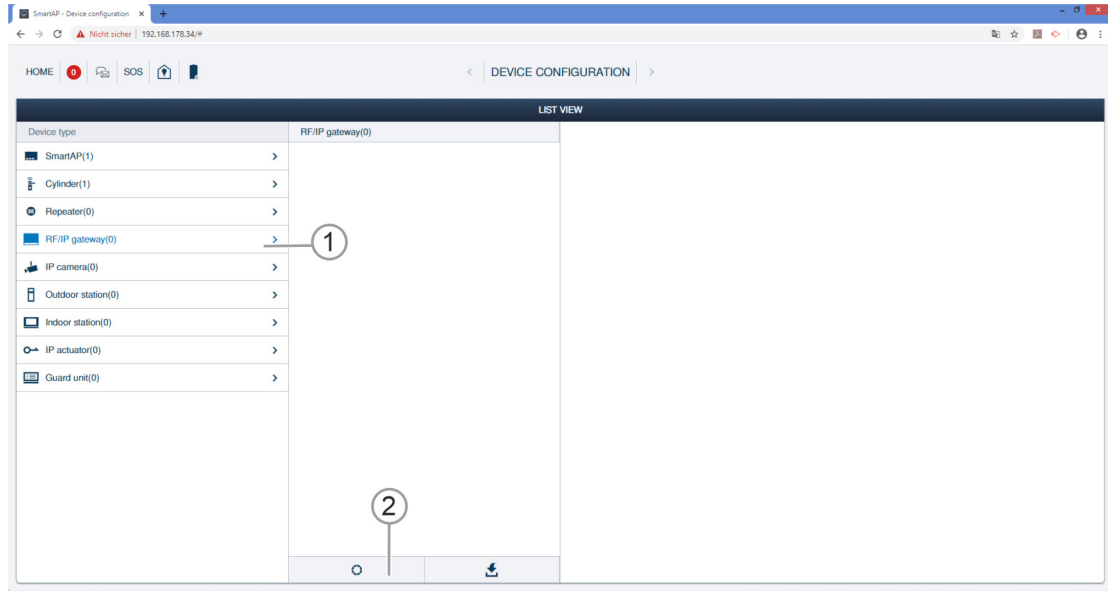 SmartAP - Device configuration
Nicht sicher | 192.168.178.34/#
HOME 0 SOS DEVICE CONFIGURATION
LIST VIEW
Device type RF/IP gateway(0)
SmartAP(1)
Cylinder(1)
Repeater(0)
RF/IP gateway(0)
1
IP camera(0)
Outdoor station(0)
Indoor station(0)
IP actuator(0)
Guard unit(0)
2